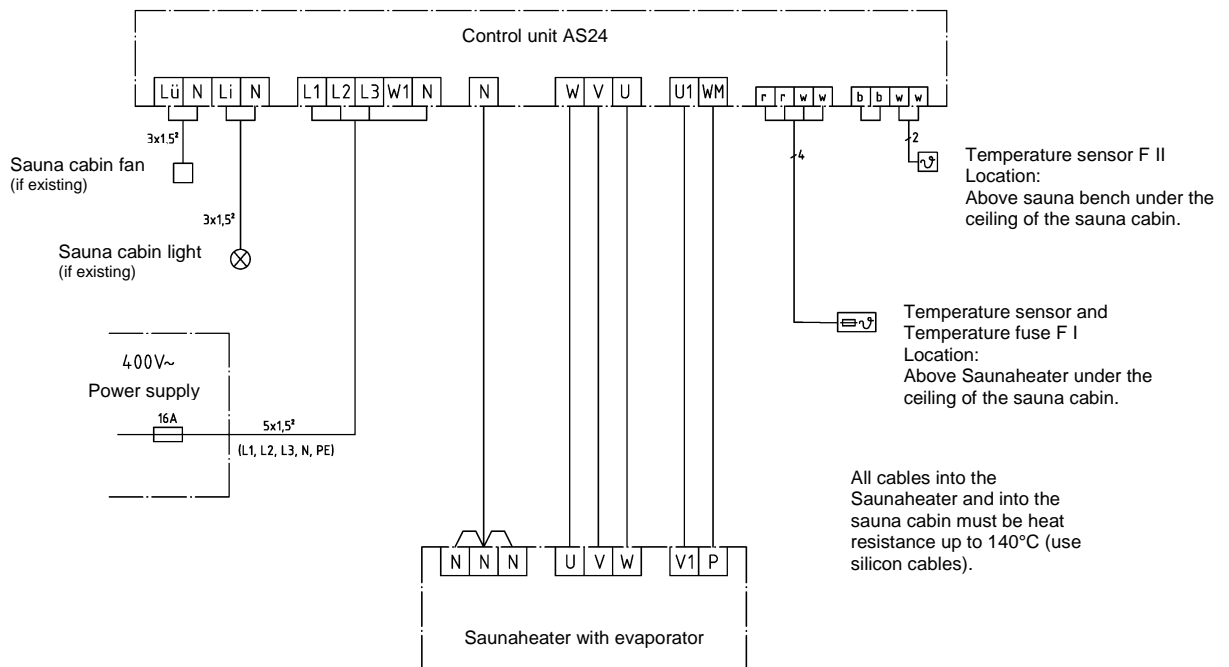 Control unit AS24
Lü N Li N L1 L2 L3 W1 N N W V U U1 WM r r w w b b w w
3x1.5²
Sauna cabin fan
(if existing)
3x1,5²
Sauna cabin light
(if existing)
4
2
Temperature sensor F II
Location:
Above sauna bench under the
ceiling of the sauna cabin.
Temperature sensor and
Temperature fuse F I
Location:
Above Saunaheater under the
ceiling of the sauna cabin.
400V~
Power supply
16A
5x1,5²
(L1, L2, L3, N, PE)
All cables into the
Saunaheater and into the
sauna cabin must be heat
resistance up to 140°C (use
silicon cables).
N N N U V W V1 P
Saunaheater with evaporator